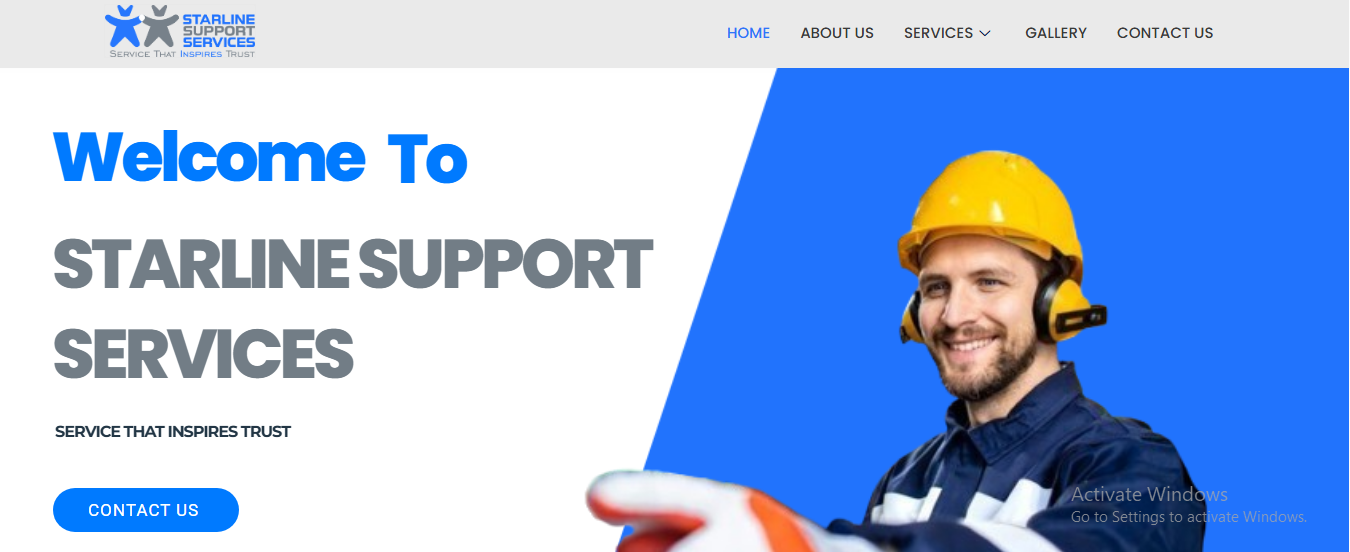 STARLINE
SUPPORT
SERVICES
SERVICE THAT INSPIRES TRUST
HOME ABOUT US SERVICES GALLERY CONTACT US
Welcome To
STARLINE SUPPORT
SERVICES
SERVICE THAT INSPIRES TRUST
CONTACT US
Activate Windows
Go to Settings to activate Windows.